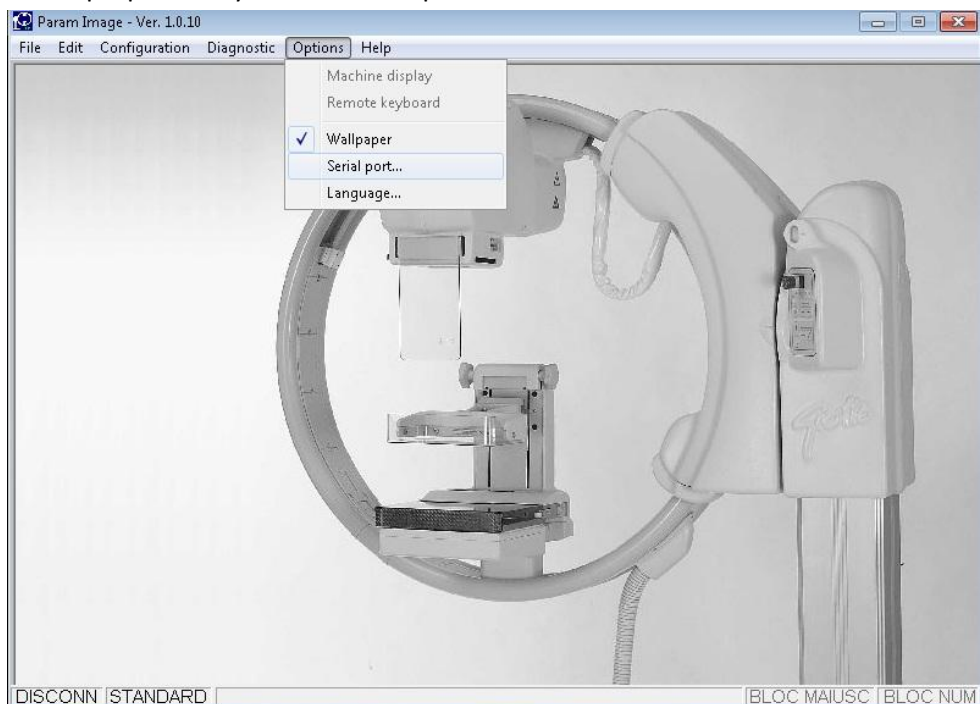 Param Image - Ver. 1.0.10
File Edit Configuration Diagnostic Options Help
Machine display
Remote keyboard
Wallpaper
Serial port...
Language...
Giotto
DISCONN STANDARD BLOC MAIUSC BLOC NUM